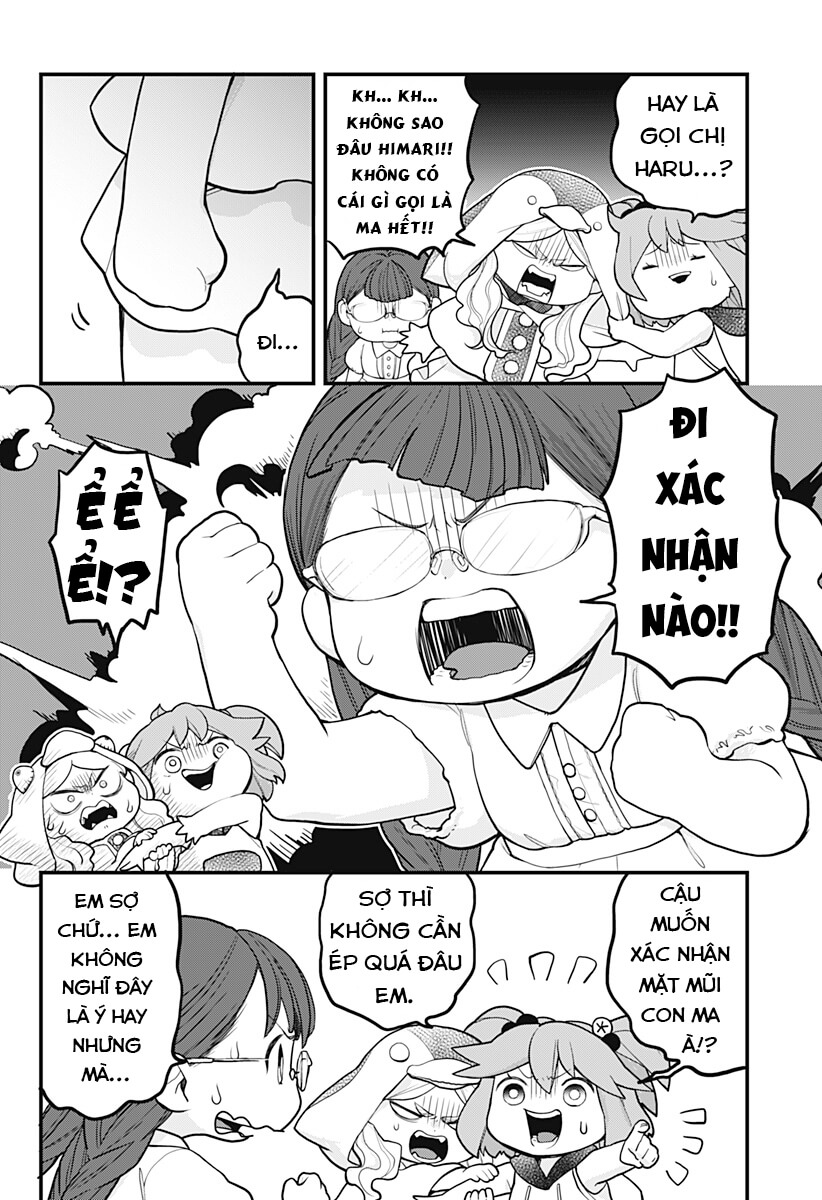 HAY LÀ
GỌI CHỊ
HARU...?
KH... KH...
KHÔNG SAO
ĐÂU HIMARI!!
KHÔNG CÓ
CÁI GÌ GỌI LÀ
MA HẾT!!
ĐI...
ĐI
XÁC
NHẬN
NÀO!!
Ể Ể
Ể!?
CẬU
MUỐN
XÁC NHẬN
MẶT MŨI
CON MA
À!?
SỢ THÌ
KHÔNG CẦN
ÉP QUÁ ĐÂU
EM.
EM SỢ
CHỨ... EM
KHÔNG
NGHĨ ĐÂY
LÀ Ý HAY
NHƯNG
MÀ...